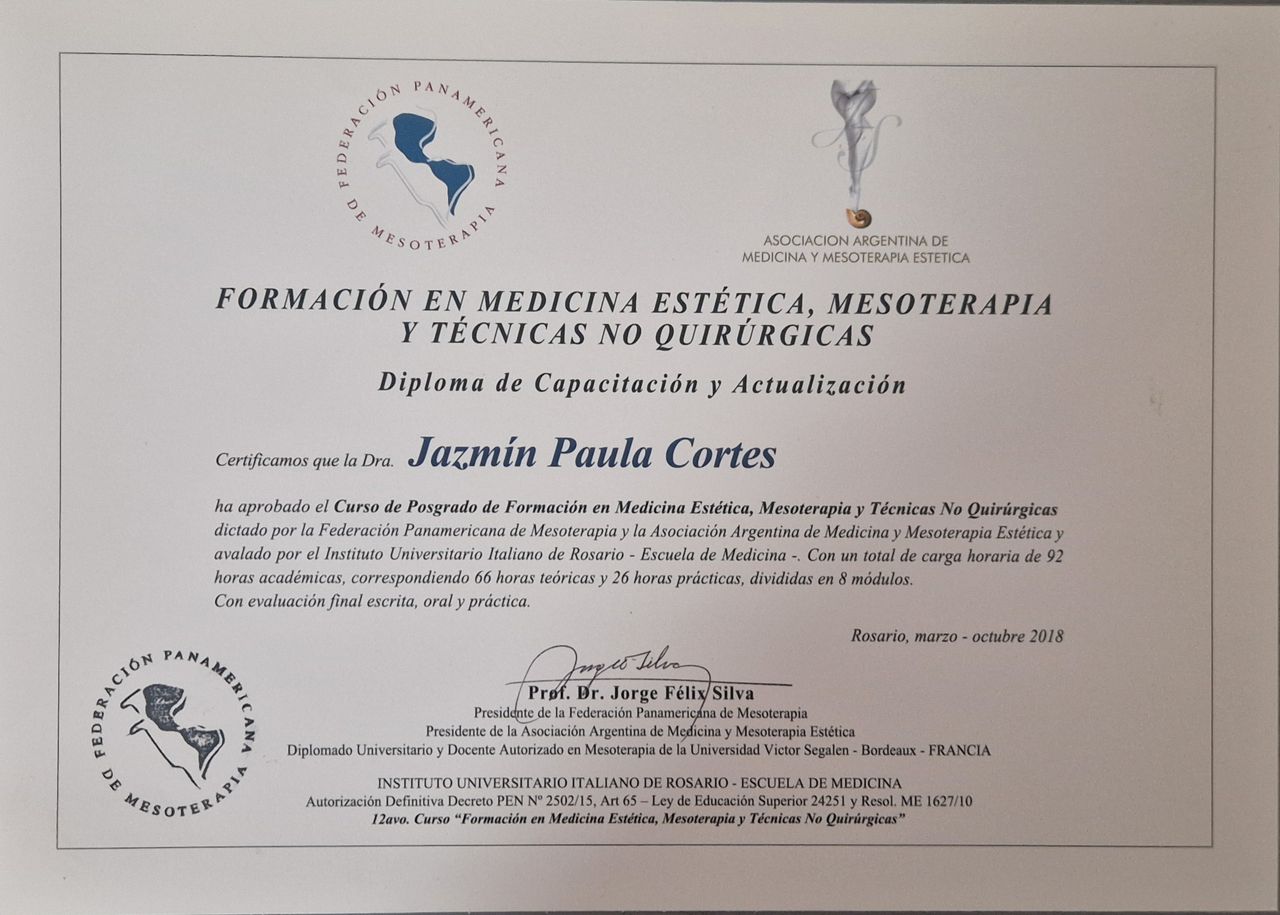 FEDERACIÓN PANAMERICANA DE MESOTERAPIA
ASOCIACION ARGENTINA DE
MEDICINA Y MESOTERAPIA ESTETICA
FORMACIÓN EN MEDICINA ESTÉTICA, MESOTERAPIA
Y TÉCNICAS NO QUIRÚRGICAS
Diploma de Capacitación y Actualización
Certificamos que la Dra. Jazmín Paula Cortes
ha aprobado el Curso de Posgrado de Formación en Medicina Estética, Mesoterapia y Técnicas No Quirúrgicas
dictado por la Federación Panamericana de Mesoterapia y la Asociación Argentina de Medicina y Mesoterapia Estética y
avalado por el Instituto Universitario Italiano de Rosario - Escuela de Medicina -. Con un total de carga horaria de 92
horas académicas, correspondiendo 66 horas teóricas y 26 horas prácticas, divididas en 8 módulos.
Con evaluación final escrita, oral y práctica.
Rosario, marzo - octubre 2018
Jorge Silva
Prof. Dr. Jorge Félix Silva
Presidente de la Federación Panamericana de Mesoterapia
Presidente de la Asociación Argentina de Medicina y Mesoterapia Estética
Diplomado Universitario y Docente Autorizado en Mesoterapia de la Universidad Victor Segalen - Bordeaux - FRANCIA
FEDERACIÓN PANAMERICANA DE MESOTERAPIA
INSTITUTO UNIVERSITARIO ITALIANO DE ROSARIO - ESCUELA DE MEDICINA
Autorización Definitiva Decreto PEN Nº 2502/15, Art 65 – Ley de Educación Superior 24251 y Resol. ME 1627/10
12avo. Curso “Formación en Medicina Estética, Mesoterapia y Técnicas No Quirúrgicas”